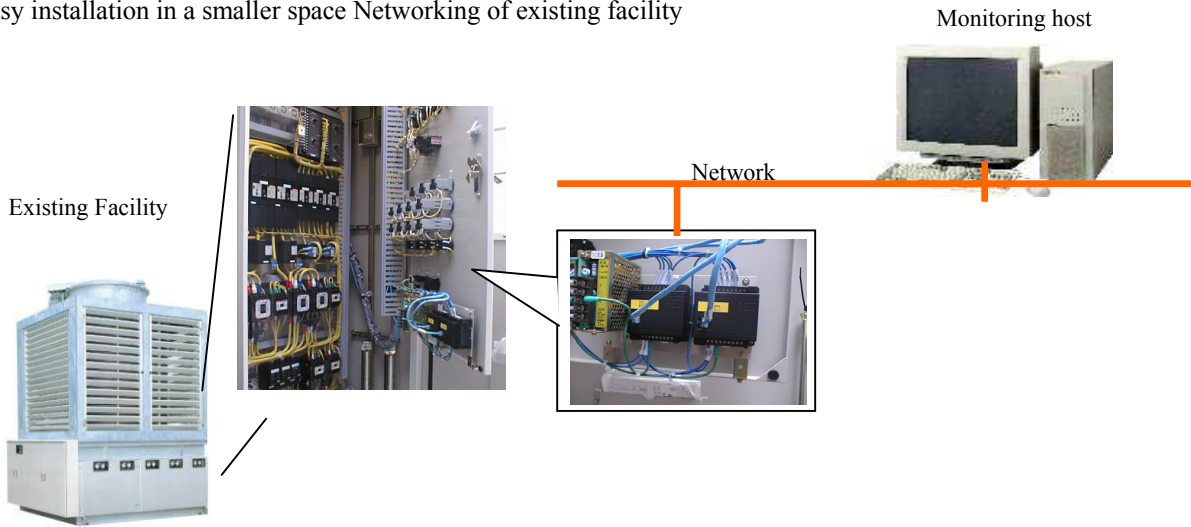 sy installation in a smaller space Networking of existing facility
Monitoring host
Network
Existing Facility